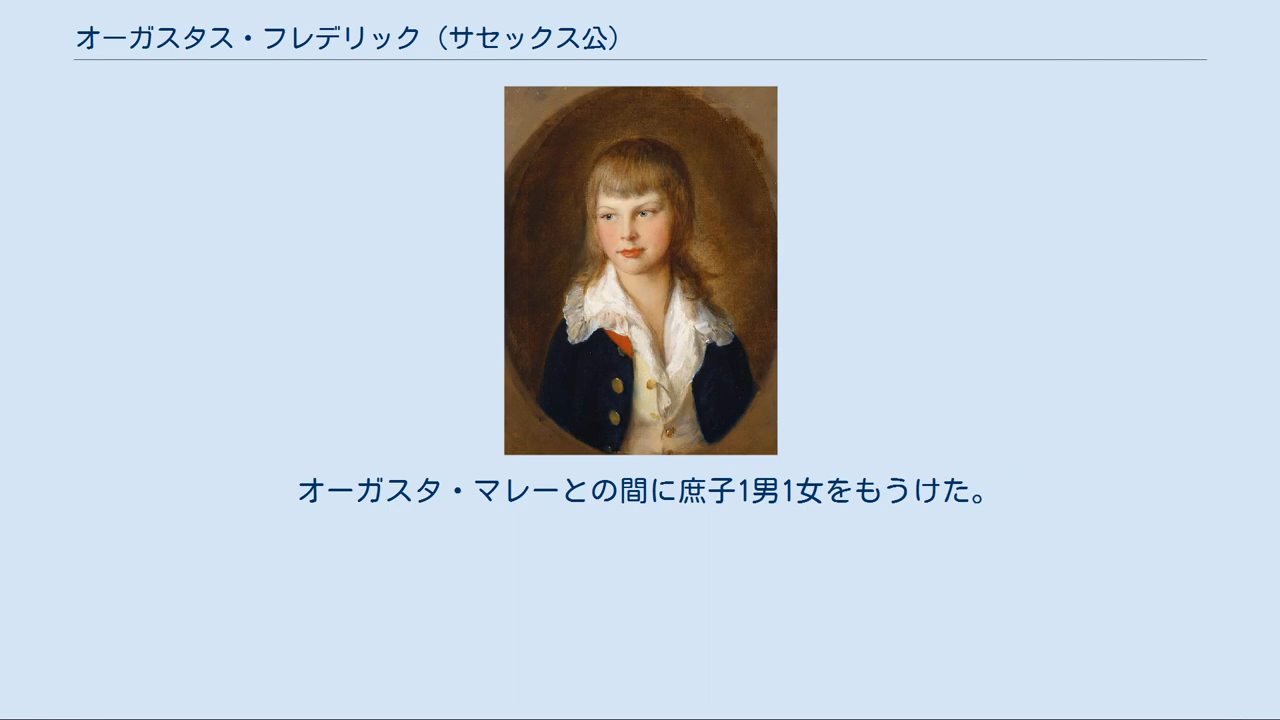 オーガスタス・フレデリック（サセックス公）
オーガスタ・マレーとの間に庶子1男1女をもうけた。